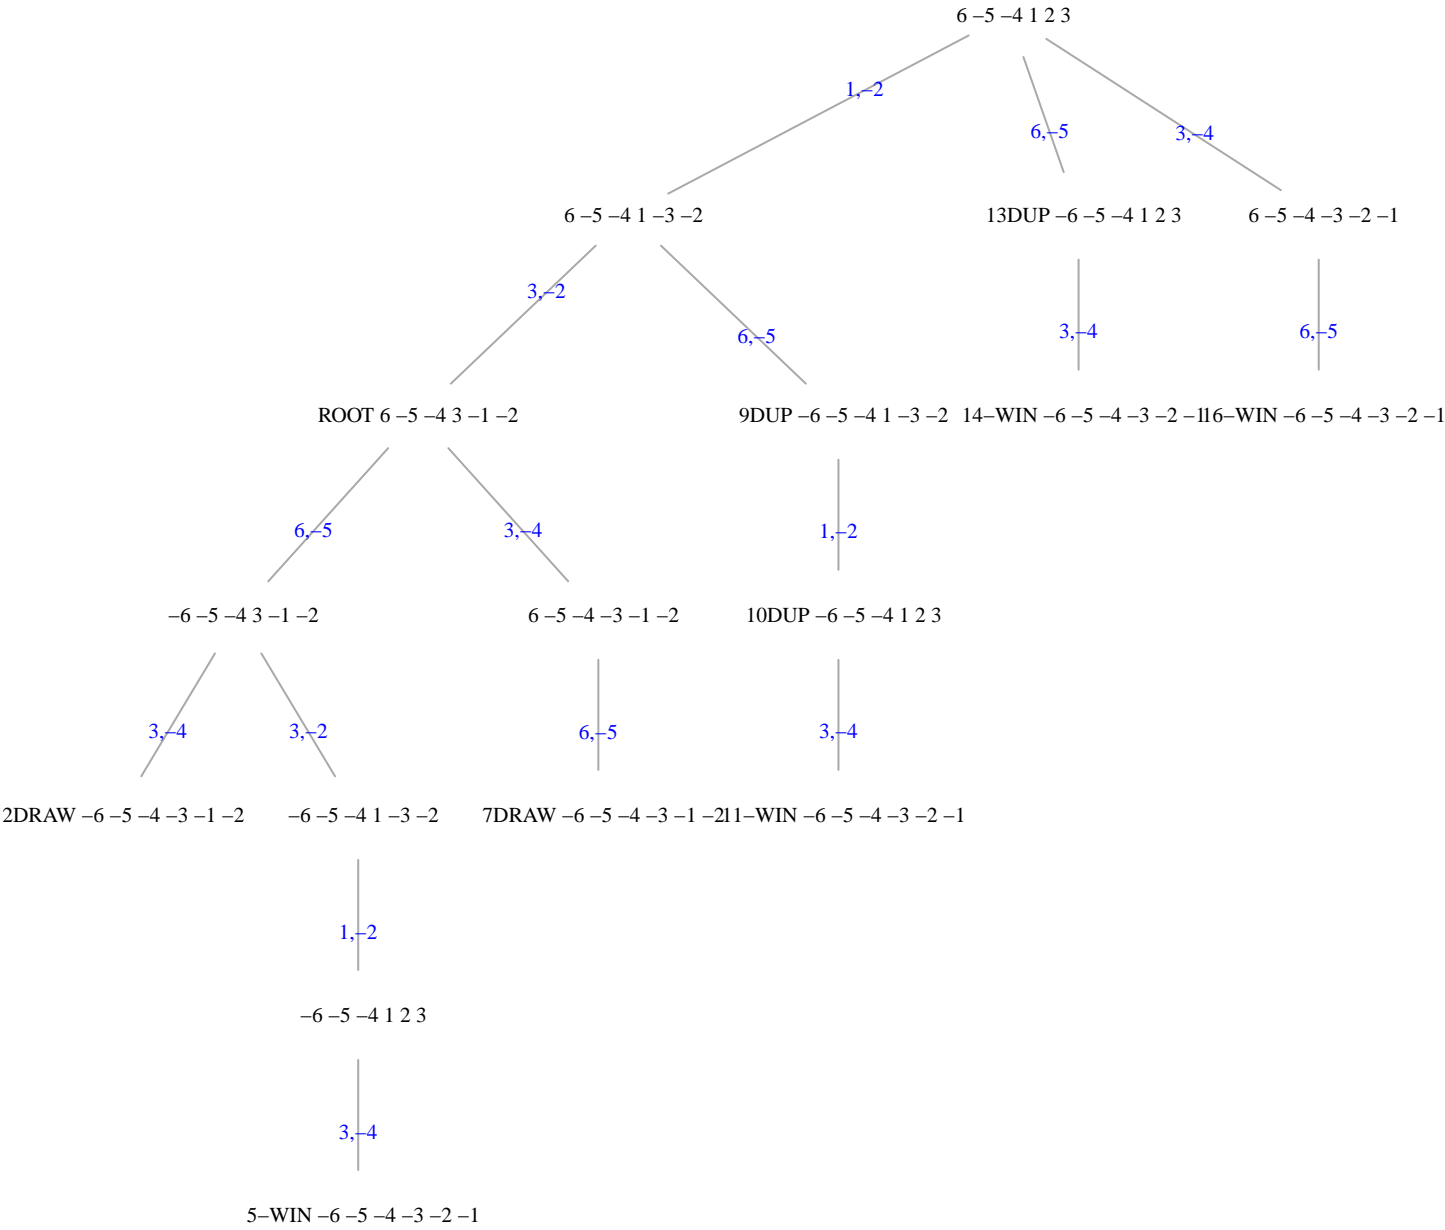 6 –5 –4 1 2 3
1,–2
6,–5
3,–4
6 –5 –4 1 –3 –2
13DUP –6 –5 –4 1 2 3
6 –5 –4 –3 –2 –1
3,–2
6,–5
3,–4
6,–5
ROOT 6 –5 –4 3 –1 –2
9DUP –6 –5 –4 1 –3 –2
14–WIN –6 –5 –4 –3 –2 –1
16–WIN –6 –5 –4 –3 –2 –1
6,–5
3,–4
1,–2
–6 –5 –4 3 –1 –2
6 –5 –4 –3 –1 –2
10DUP –6 –5 –4 1 2 3
3,–4
3,–2
6,–5
3,–4
2DRAW –6 –5 –4 –3 –1 –2
–6 –5 –4 1 –3 –2
7DRAW –6 –5 –4 –3 –1 –2
11–WIN –6 –5 –4 –3 –2 –1
1,–2
–6 –5 –4 1 2 3
3,–4
5–WIN –6 –5 –4 –3 –2 –1